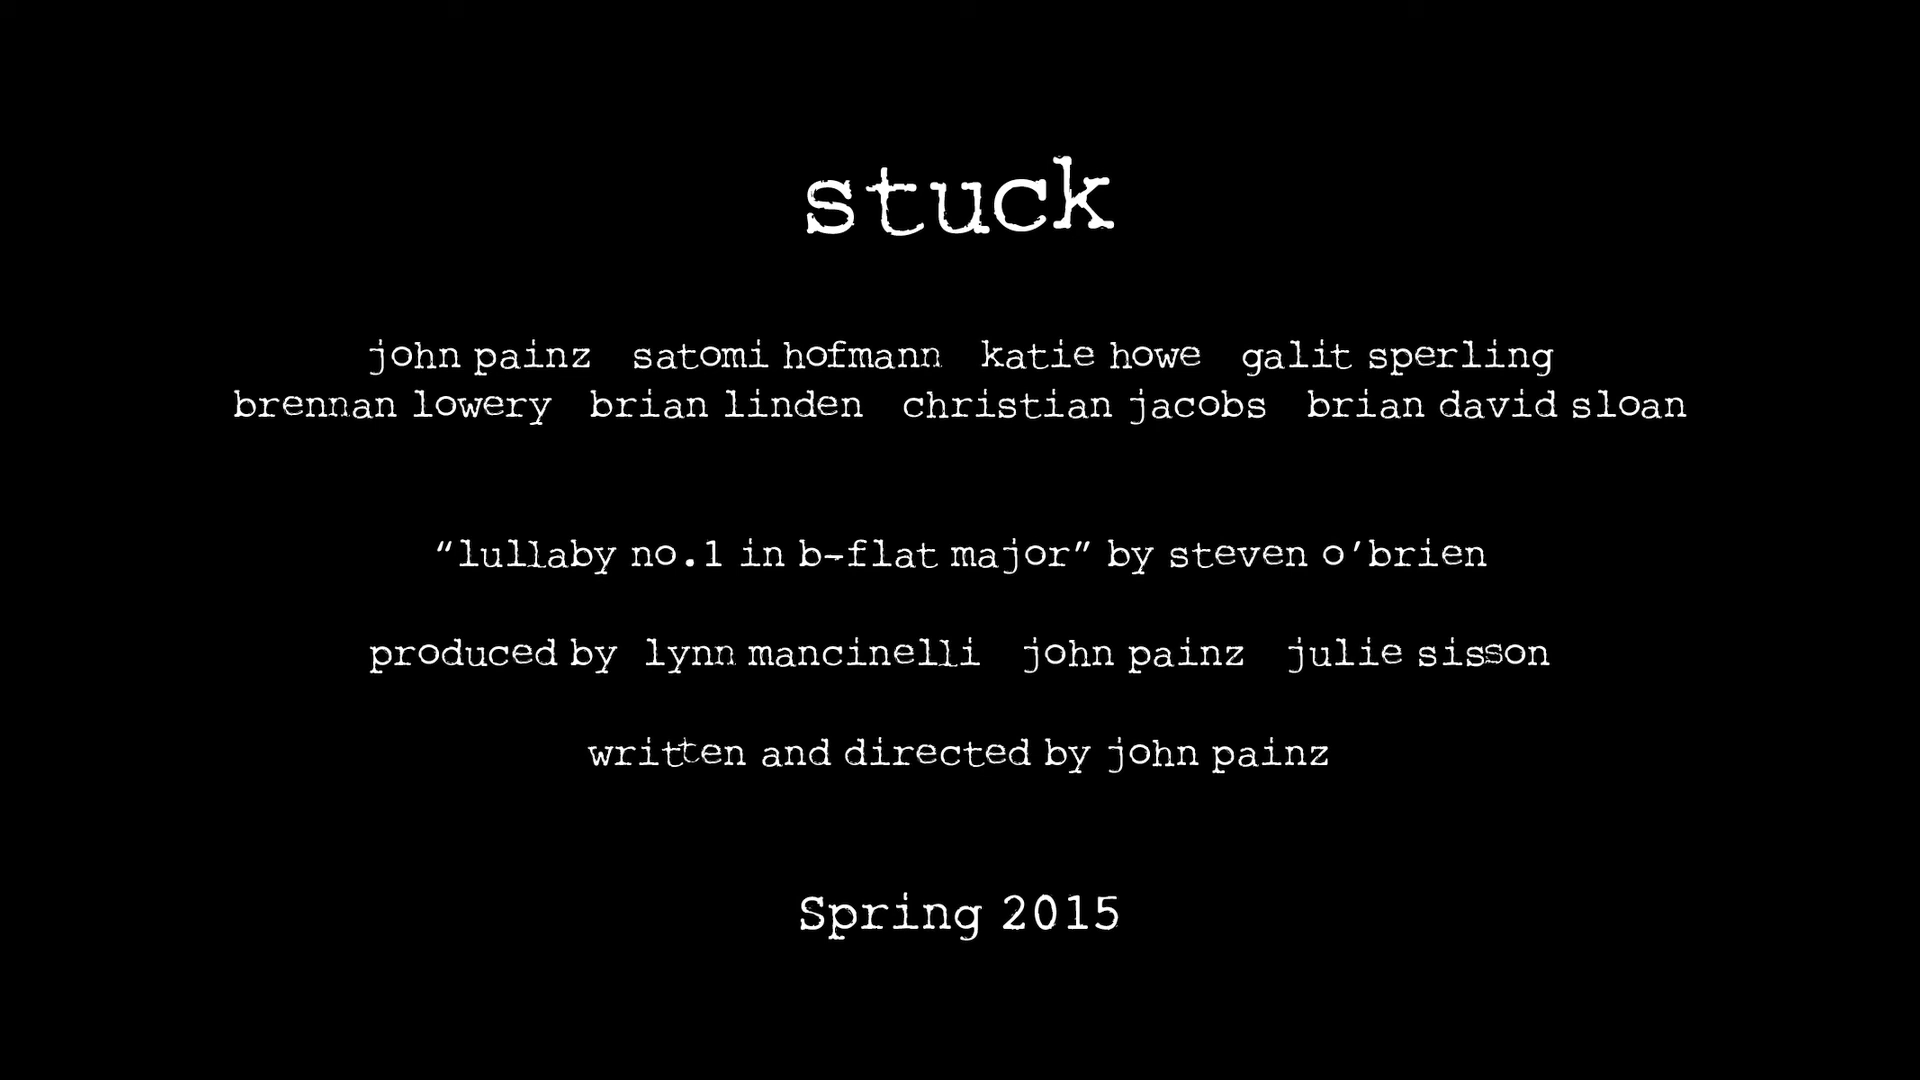 stuck
john painz satomi hofmann katie howe galit sperling
brennan lowery brian linden christian jacobs brian david sloan
“lullaby no.1 in b-flat major” by steven o’brien
produced by lynn mancinelli john painz julie sisson
written and directed by john painz
Spring 2015